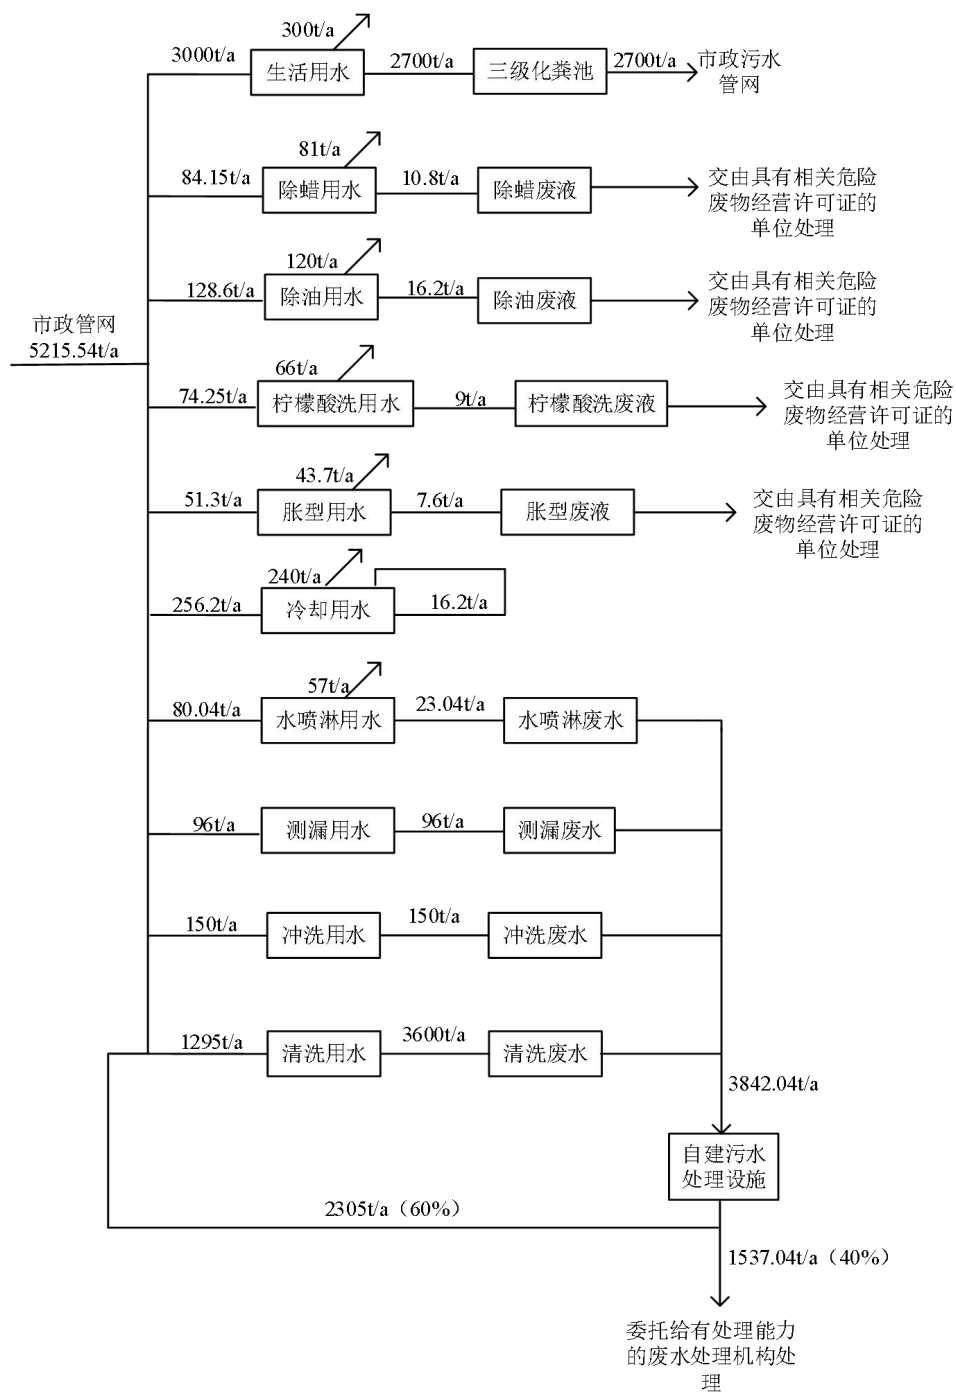 300t/a
3000t/a
生活用水
2700t/a
三级化粪池
2700t/a
市政污水
管网
81t/a
84.15t/a
除蜡用水
10.8t/a
除蜡废液
交由具有相关危险
废物经营许可证的
单位处理
120t/a
128.6t/a
除油用水
16.2t/a
除油废液
交由具有相关危险
废物经营许可证的
单位处理
市政管网
5215.54t/a
66t/a
74.25t/a
柠檬酸洗用水
9t/a
柠檬酸洗废液
交由具有相关危险
废物经营许可证的
单位处理
43.7t/a
51.3t/a
胀型用水
7.6t/a
胀型废液
交由具有相关危险
废物经营许可证的
单位处理
240t/a
256.2t/a
冷却用水
16.2t/a
57t/a
80.04t/a
水喷淋用水
23.04t/a
水喷淋废水
96t/a
测漏用水
96t/a
测漏废水
150t/a
冲洗用水
150t/a
冲洗废水
1295t/a
清洗用水
3600t/a
清洗废水
3842.04t/a
自建污水
处理设施
2305t/a（60%）
1537.04t/a（40%）
委托给有处理能力
的废水处理机构处
理